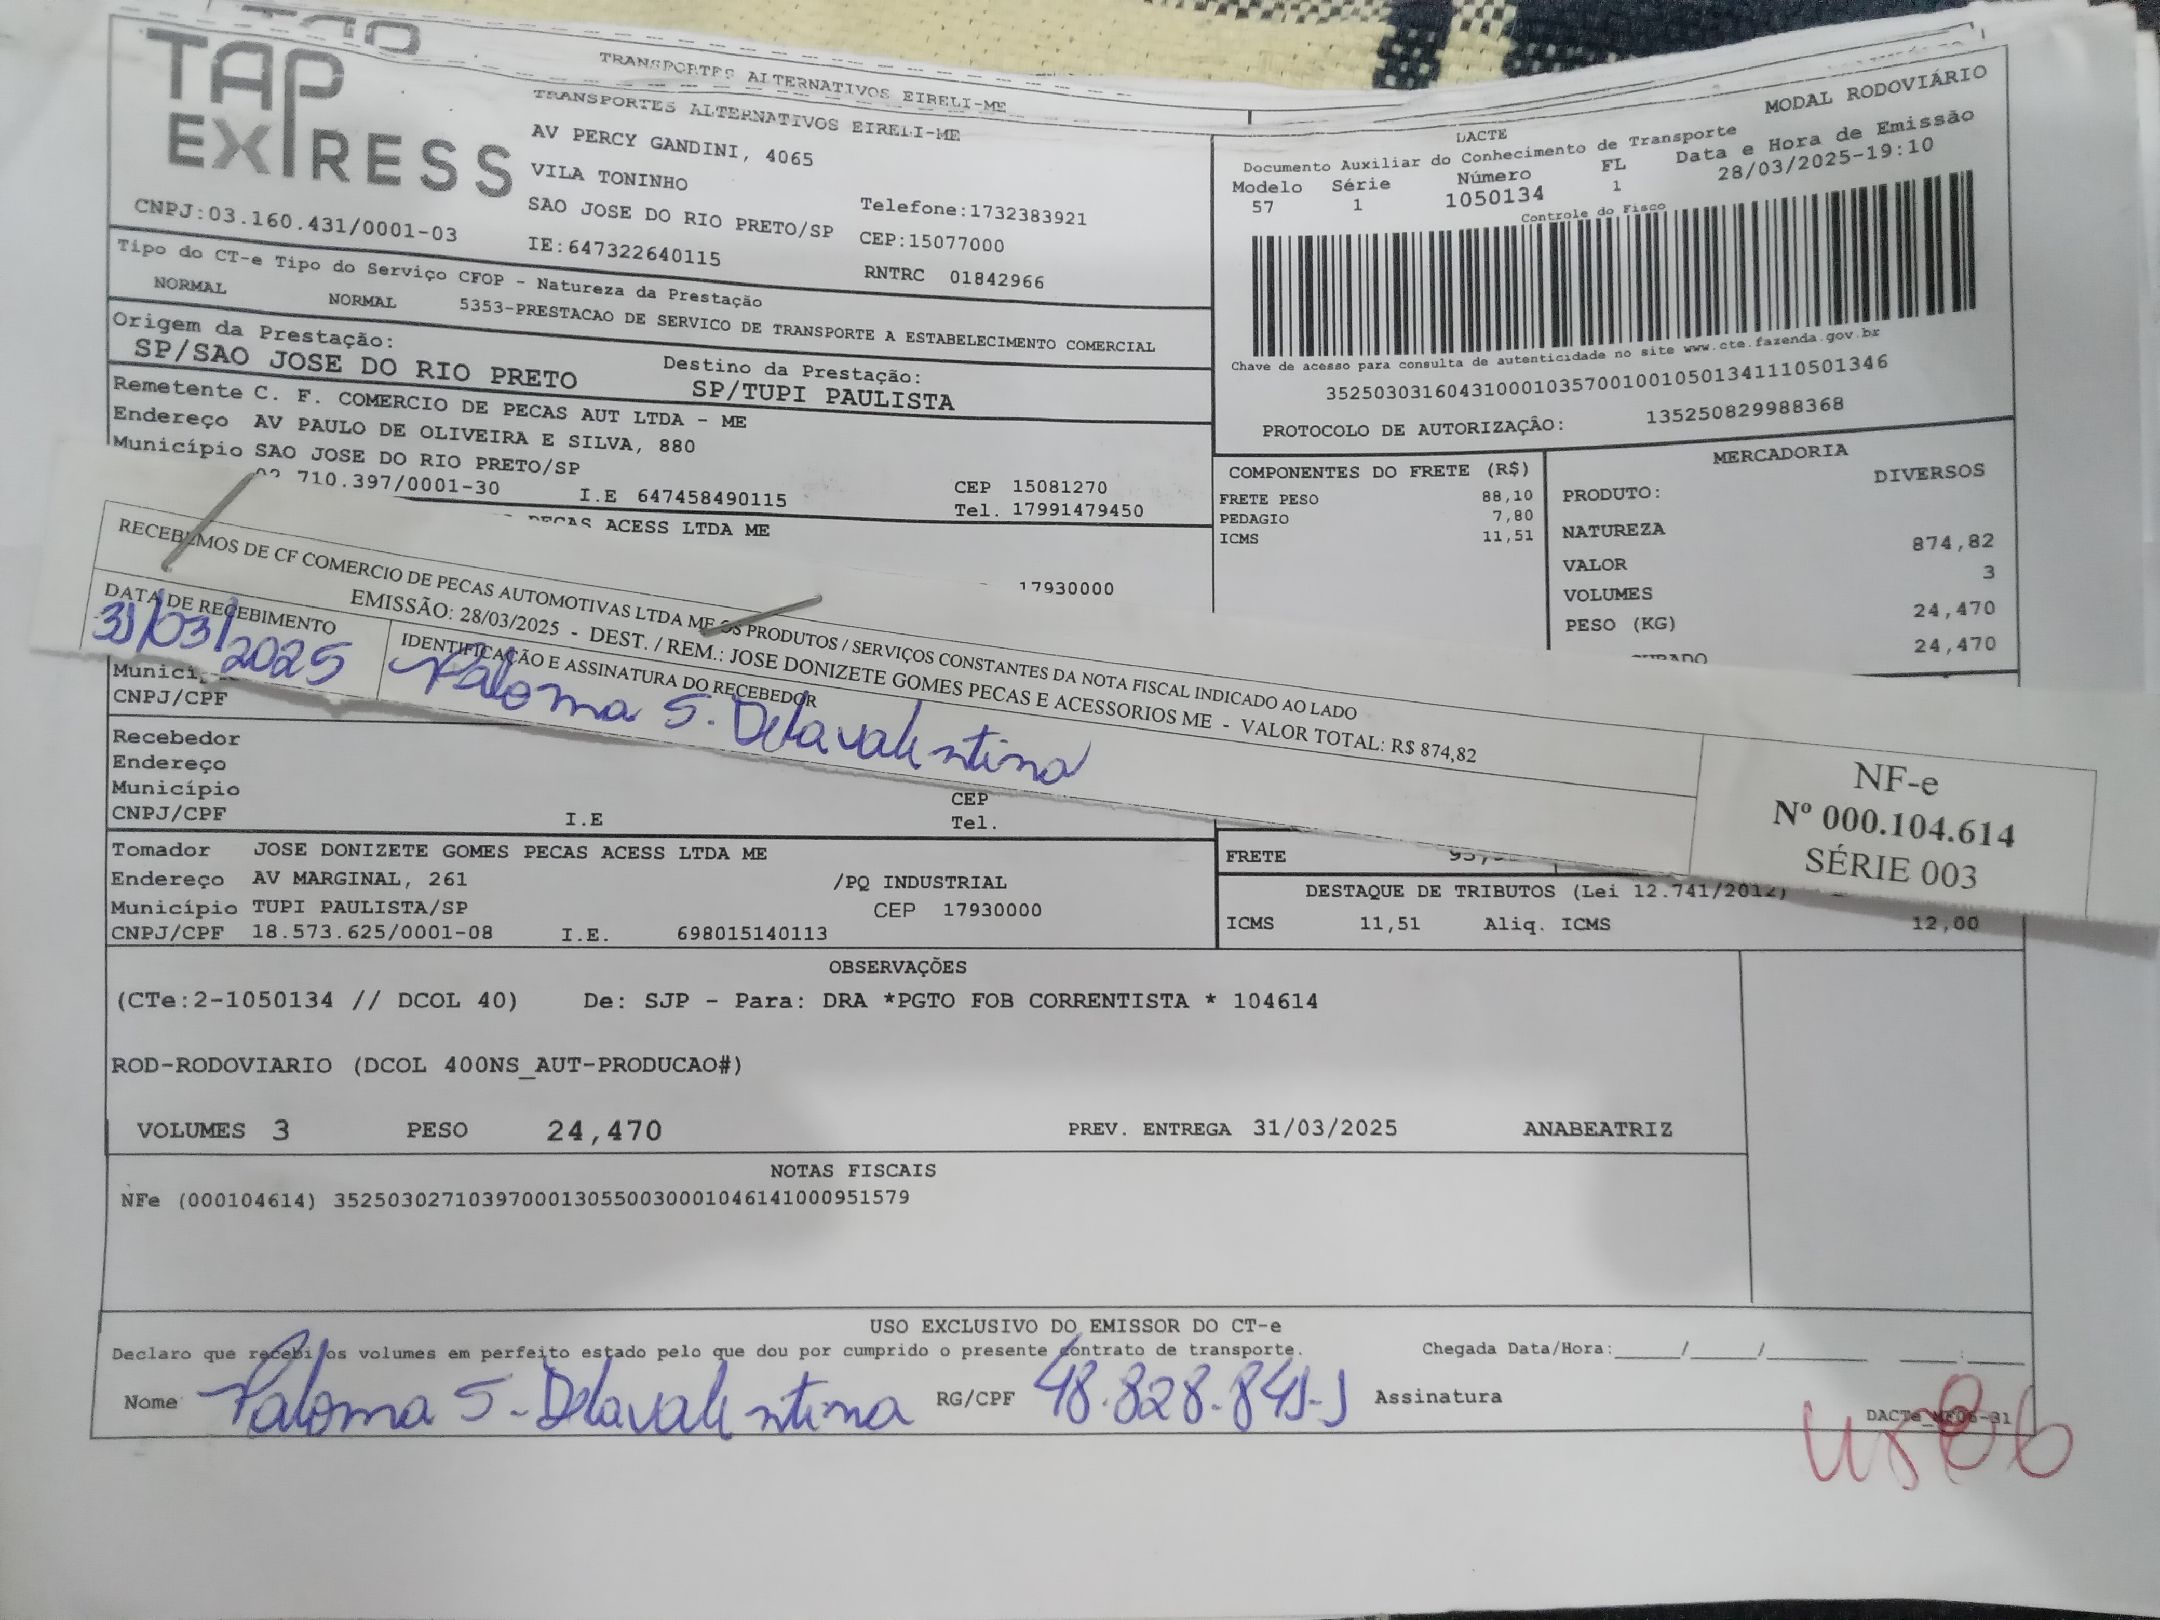 TAP
EXPRESS
TRANSPORTES ALTERNATIVOS EIRELI-ME
TRANSPORTES ALTERNATIVOS EIRELI-ME
AV PERCY GANDINI, 4065
VILA TONINHO
SAO JOSE DO RIO PRETO/SP
Telefone:1732383921
CEP:15077000
CNPJ:03.160.431/0001-03
IE:647322640115
RNTRC 01842966
MODAL RODOVIÁRIO
DACTE
Documento Auxiliar do Conhecimento de Transporte
Modelo Série Número FL Data e Hora de Emissão
57 1 1050134 1 28/03/2025-19:10
Controle do Fisco
Chave de acesso para consulta de autenticidade no site www.cte.fazenda.gov.br
35250303160431000103570010010501341110501346
PROTOCOLO DE AUTORIZAÇÃO: 135250829988368
Tipo do CT-e Tipo do Serviço CFOP - Natureza da Prestação
NORMAL NORMAL 5353-PRESTACAO DE SERVICO DE TRANSPORTE A ESTABELECIMENTO COMERCIAL
Origem da Prestação: Destino da Prestação:
SP/SAO JOSE DO RIO PRETO SP/TUPI PAULISTA
Remetente C. F. COMERCIO DE PECAS AUT LTDA - ME
Endereço AV PAULO DE OLIVEIRA E SILVA, 880
Município SAO JOSE DO RIO PRETO/SP CEP 15081270
710.397/0001-30 I.E 647458490115 Tel. 17991479450
PECAS ACESS LTDA ME
17930000
COMPONENTES DO FRETE (R$)
FRETE PESO 88,10
PEDAGIO 7,80
ICMS 11,51
MERCADORIA
PRODUTO: DIVERSOS
NATUREZA
VALOR 874,82
VOLUMES 3
PESO (KG) 24,470
24,470
RECEBEMOS DE CF COMERCIO DE PECAS AUTOMOTIVAS LTDA ME OS PRODUTOS / SERVIÇOS CONSTANTES DA NOTA FISCAL INDICADO AO LADO
EMISSÃO: 28/03/2025 - DEST. / REM.: JOSE DONIZETE GOMES PECAS E ACESSORIOS ME - VALOR TOTAL: R$ 874,82
DATA DE RECEBIMENTO
31/03/2025
IDENTIFICAÇÃO E ASSINATURA DO RECEBEDOR
Paloma S. Delavalentina
NF-e
Nº 000.104.614
SÉRIE 003
CNPJ/CPF
Recebedor
Endereço
Município CEP
CNPJ/CPF I.E Tel.
Tomador JOSE DONIZETE GOMES PECAS ACESS LTDA ME
Endereço AV MARGINAL, 261 /PQ INDUSTRIAL
Município TUPI PAULISTA/SP CEP 17930000
CNPJ/CPF 18.573.625/0001-08 I.E. 698015140113
FRETE
DESTAQUE DE TRIBUTOS (Lei 12.741/2012)
ICMS 11,51 Aliq. ICMS 12,00
OBSERVAÇÕES
(CTe:2-1050134 // DCOL 40) De: SJP - Para: DRA *PGTO FOB CORRENTISTA * 104614
ROD-RODOVIARIO (DCOL 400NS_AUT-PRODUCAO#)
VOLUMES 3 PESO 24,470 PREV. ENTREGA 31/03/2025 ANABEATRIZ
NOTAS FISCAIS
NFe (000104614) 35250302710397000130550030001046141000951579
USO EXCLUSIVO DO EMISSOR DO CT-e
Declaro que recebi os volumes em perfeito estado pelo que dou por cumprido o presente contrato de transporte. Chegada Data/Hora:_____/_____/________ ____:____
Nome Paloma S. Delavalentina RG/CPF 48.828.841-1 Assinatura